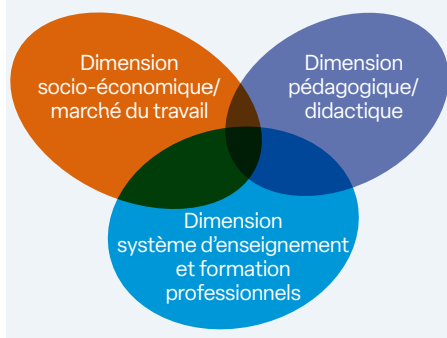 Dimension
socio-économique/
marché du travail
Dimension
pédagogique/
didactique
Dimension
système d'enseignement
et formation
professionnels